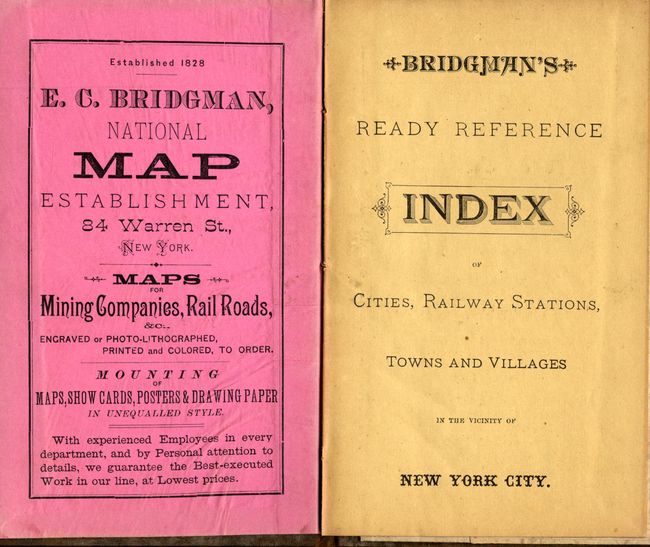 Established 1828
E. C. BRIDGMAN,
NATIONAL
MAP
ESTABLISHMENT,
84 Warren St.,
NEW YORK.
MAPS
FOR
Mining Companies, Rail Roads,
&c.,
ENGRAVED or PHOTO-LITHOGRAPHED,
PRINTED and COLORED, TO ORDER.
MOUNTING
OF
MAPS, SHOW CARDS, POSTERS & DRAWING PAPER
IN UNEQUALLED STYLE.
With experienced Employees in every
department, and by Personal attention to
details, we guarantee the Best-executed
Work in our line, at Lowest prices.
BRIDGMAN'S
READY REFERENCE
INDEX
OF
CITIES, RAILWAY STATIONS,
TOWNS AND VILLAGES
IN THE VICINITY OF
NEW YORK CITY.